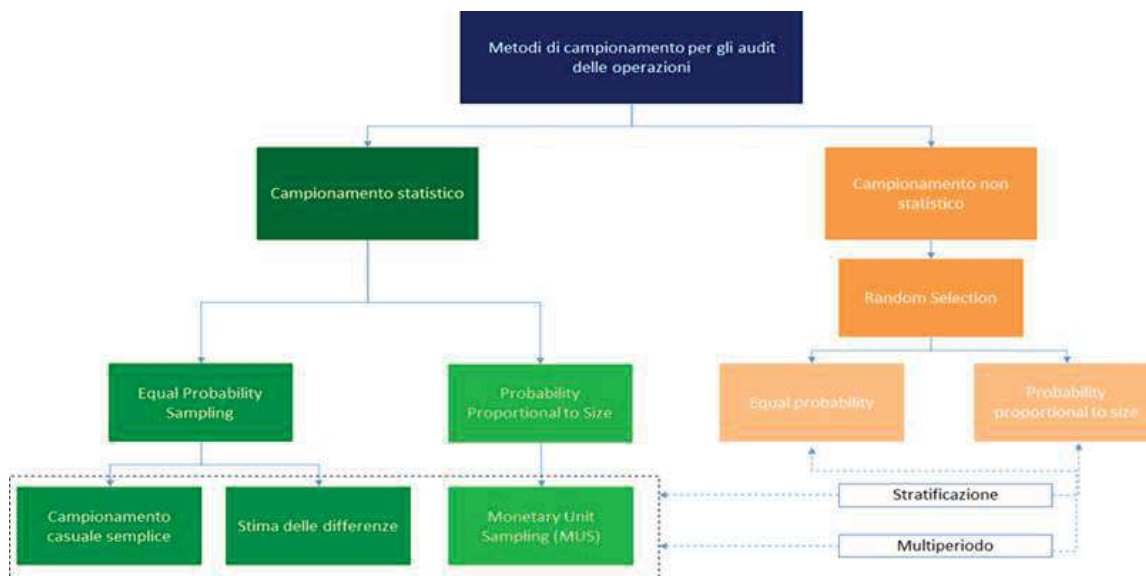 Metodi di campionamento per gli audit
delle operazioni
Campionamento statistico
Campionamento non
statistico
Random Selection
Equal Probability
Sampling
Probability
Proportional to Size
Equal probability
Probability
proportional to size
Campionamento
casuale semplice
Stima delle differenze
Monetary Unit
Sampling (MUS)
Stratificazione
Multiperiodo